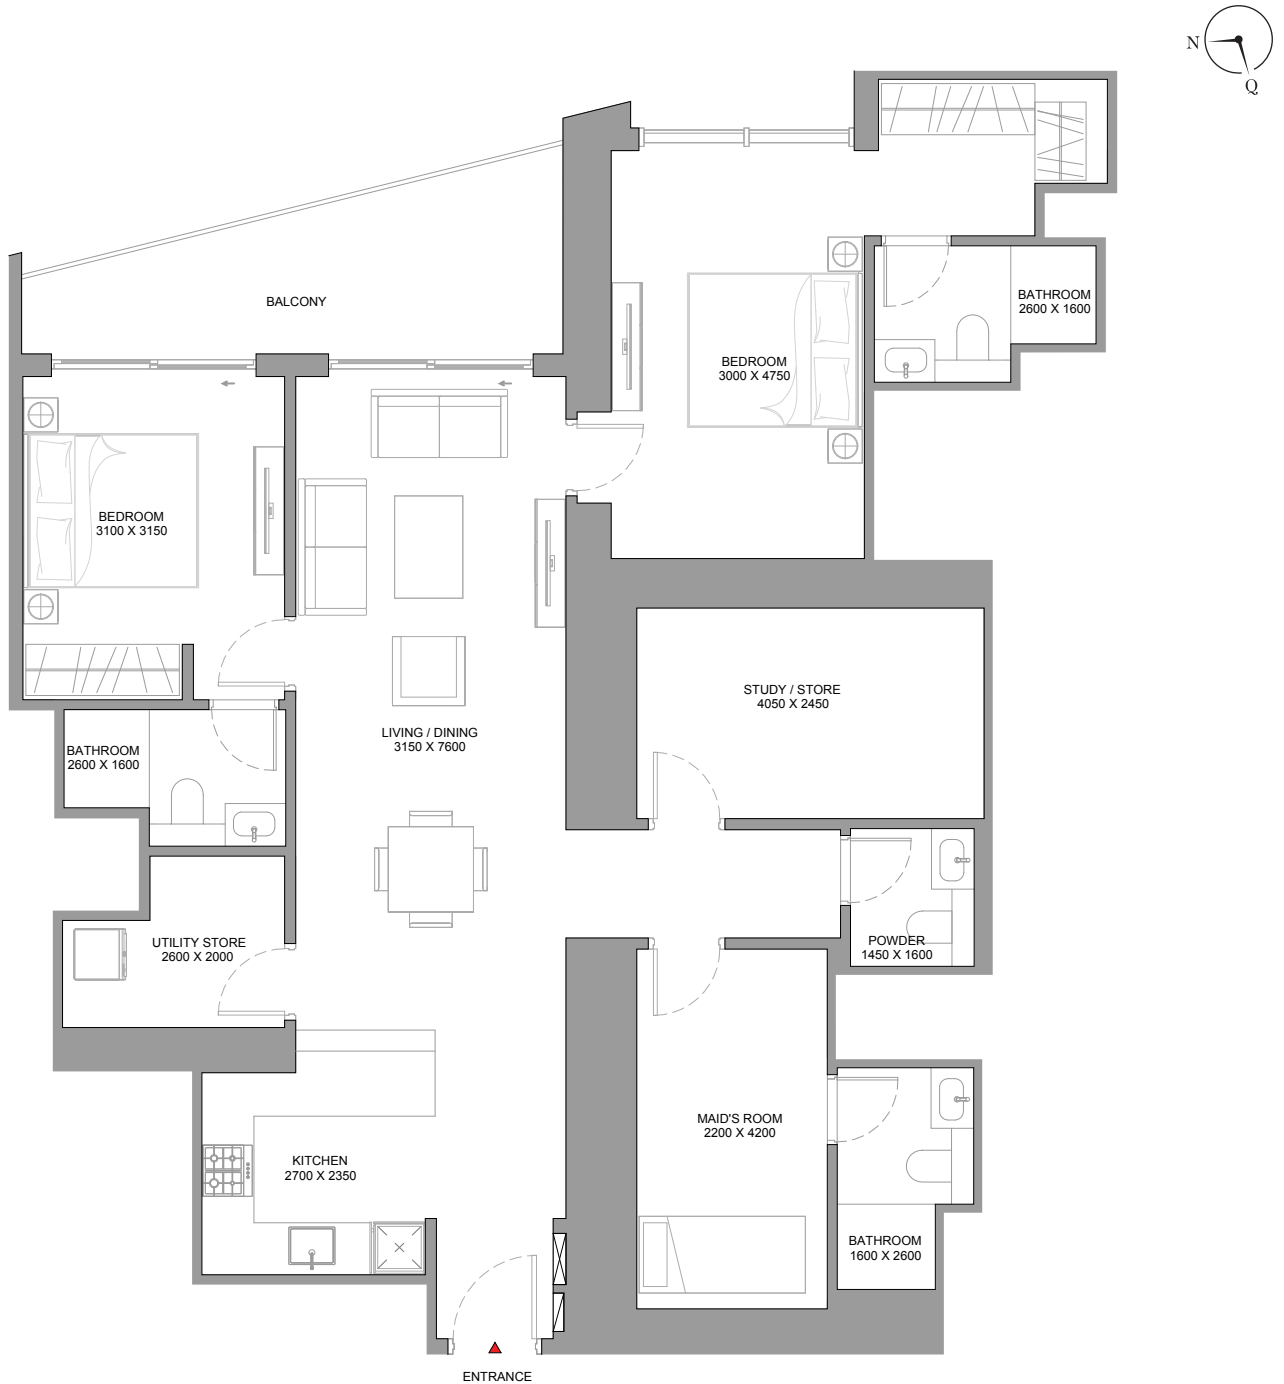 N
Q
BALCONY
BATHROOM
2600 X 1600
BEDROOM
3000 X 4750
BEDROOM
3100 X 3150
STUDY / STORE
4050 X 2450
LIVING / DINING
3150 X 7600
BATHROOM
2600 X 1600
UTILITY STORE
2600 X 2000
POWDER
1450 X 1600
MAID'S ROOM
2200 X 4200
KITCHEN
2700 X 2350
BATHROOM
1600 X 2600
ENTRANCE